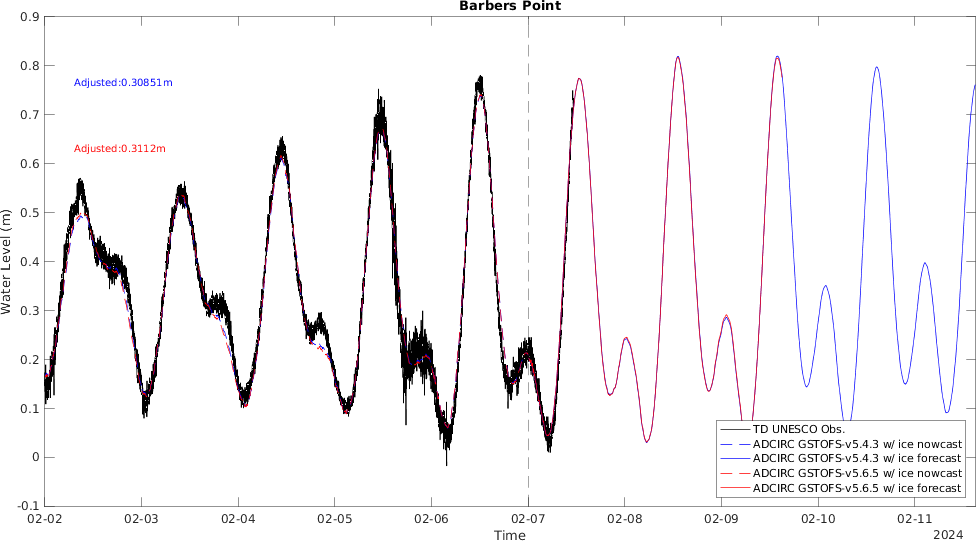 Barbers Point
0.9
0.8
0.7
0.6
0.5
0.4
0.3
0.2
0.1
0
-0.1
Water Level (m)
Adjusted:0.30851m
Adjusted:0.3112m
TD UNESCO Obs.
ADCIRC GSTOFS-v5.4.3 w/ ice nowcast
ADCIRC GSTOFS-v5.4.3 w/ ice forecast
ADCIRC GSTOFS-v5.6.5 w/ ice nowcast
ADCIRC GSTOFS-v5.6.5 w/ ice forecast
02-02 02-03 02-04 02-05 02-06 02-07 02-08 02-09 02-10 02-11
Time
2024